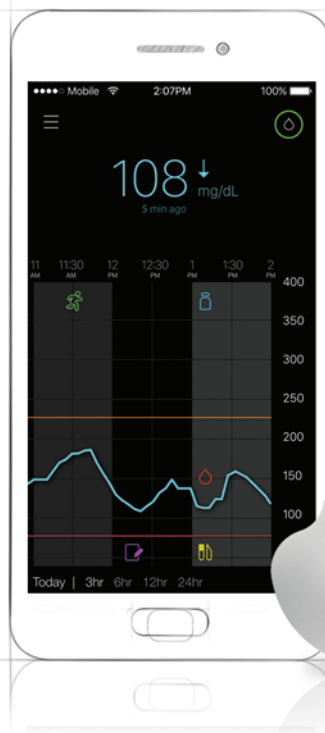 Mobile 2:07PM 100%
108 mg/dL
5 min ago
11 11:30 12 12:30 1 1:30 2
AM AM PM PM PM PM PM
400
350
300
250
200
150
100
Today | 3hr 6hr 12hr 24hr